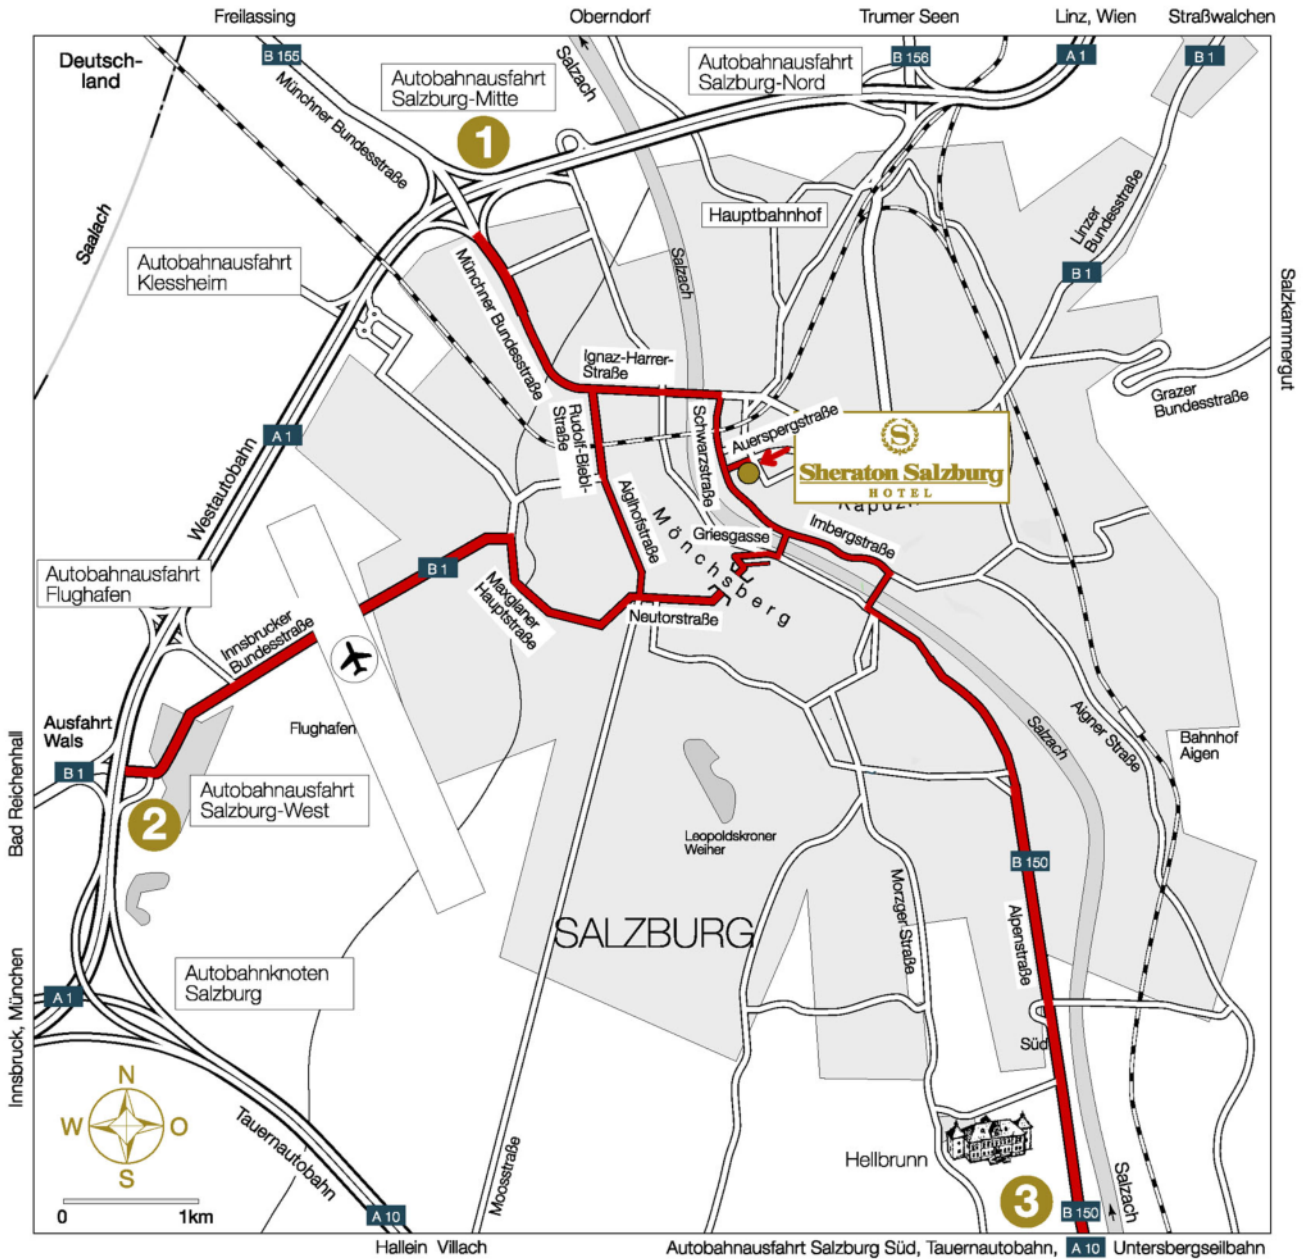 Freilassing
Oberndorf
Trumer Seen
Linz, Wien
Straßwalchen
Deutsch-
land
B 155
Autobahnausfahrt
Salzburg-Mitte
1
Salzach
Autobahnausfahrt
Salzburg-Nord
B 156
A 1
B 1
Münchner Bundesstraße
Saalach
Autobahnausfahrt
Klessheim
Hauptbahnhof
Salzach
Linzer
Bundesstraße
B 1
Salzkammergut
Münchner Bundesstraße
Ignaz-Harrer-
Straße
Grazer
Bundesstraße
A 1
Westautobahn
Rudolf-Biebl-
Straße
Schwarzstraße
Auerspergstraße
S
Sheraton Salzburg
HOTEL
Aiglhofstraße
Mönchsberg
Griesgasse
Imbergstraße
Autobahnausfahrt
Flughafen
B 1
Maxglaner
Hauptstraße
Neutorstraße
Innsbrucker
Bundesstraße
Flughafen
Ausfahrt
Wals
B 1
Bad Reichenhall
2
Autobahnausfahrt
Salzburg-West
Leopoldskroner
Weiher
Salzach
Aigner Straße
Bahnhof
Aigen
B 150
Morzger Straße
Alpenstraße
SALZBURG
Autobahnknoten
Salzburg
A 1
Innsbruck, München
Süd
N
W
O
S
0
1km
Tauernautobahn
A 10
Moosstraße
Hellbrunn
3
B 150
Salzach
Hallein Villach
Autobahnausfahrt Salzburg Süd, Tauernautobahn, A 10 Untersbergseilbahn